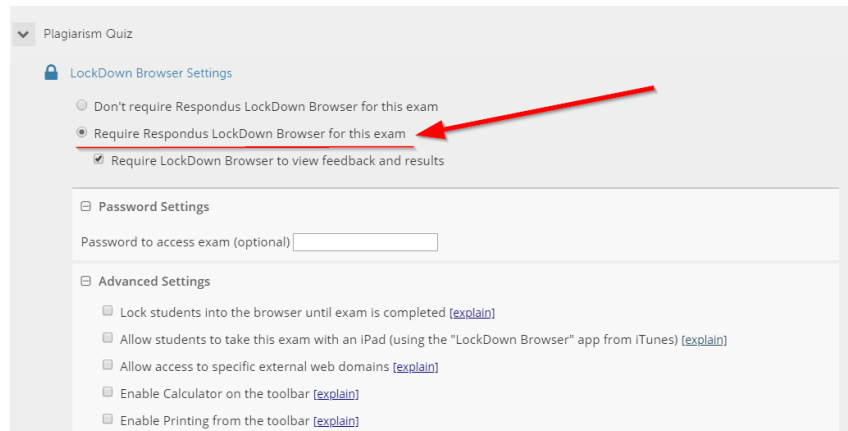 Plagiarism Quiz
LockDown Browser Settings
Don't require Respondus LockDown Browser for this exam
Require Respondus LockDown Browser for this exam
Require LockDown Browser to view feedback and results
Password Settings
Password to access exam (optional)
Advanced Settings
Lock students into the browser until exam is completed [explain]
Allow students to take this exam with an iPad (using the "LockDown Browser" app from iTunes) [explain]
Allow access to specific external web domains [explain]
Enable Calculator on the toolbar [explain]
Enable Printing from the toolbar [explain]